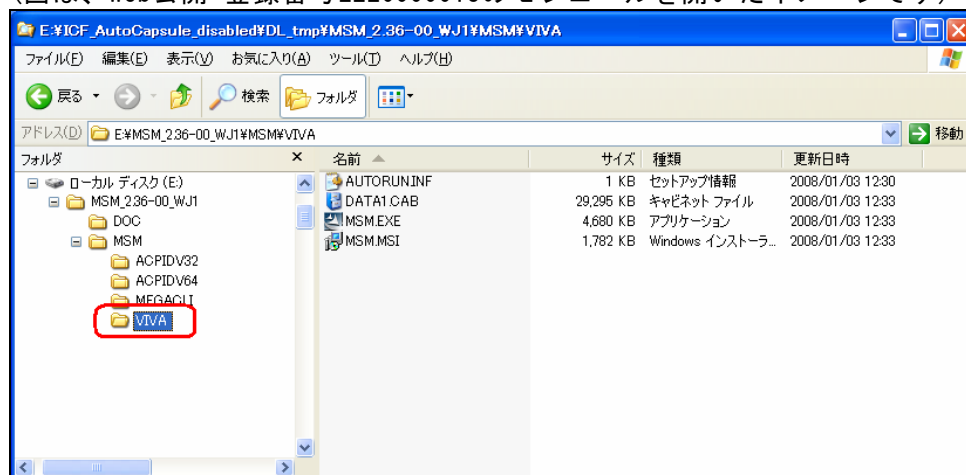 E:¥ICF_AutoCapsule_disabled¥DL_tmp¥MSM_2.36-00_WJ1¥MSM¥VIVA
ファイル(F) 編集(E) 表示(V) お気に入り(A) ツール(T) ヘルプ(H)
戻る 検索 フォルダ
アドレス(D) E:¥MSM_2.36-00_WJ1¥MSM¥VIVA 移動
フォルダ × 名前 サイズ 種類 更新日時
ローカル ディスク (E:)
MSM_2.36-00_WJ1
DOC
MSM
ACPIDV32
ACPIDV64
MEGACLI
VIVA
AUTORUN.INF 1 KB セットアップ情報 2008/01/03 12:30
DATA1.CAB 29,295 KB キャビネット ファイル 2008/01/03 12:33
MSM.EXE 4,680 KB アプリケーション 2008/01/03 12:33
MSM.MSI 1,782 KB Windows インストーラ... 2008/01/03 12:33